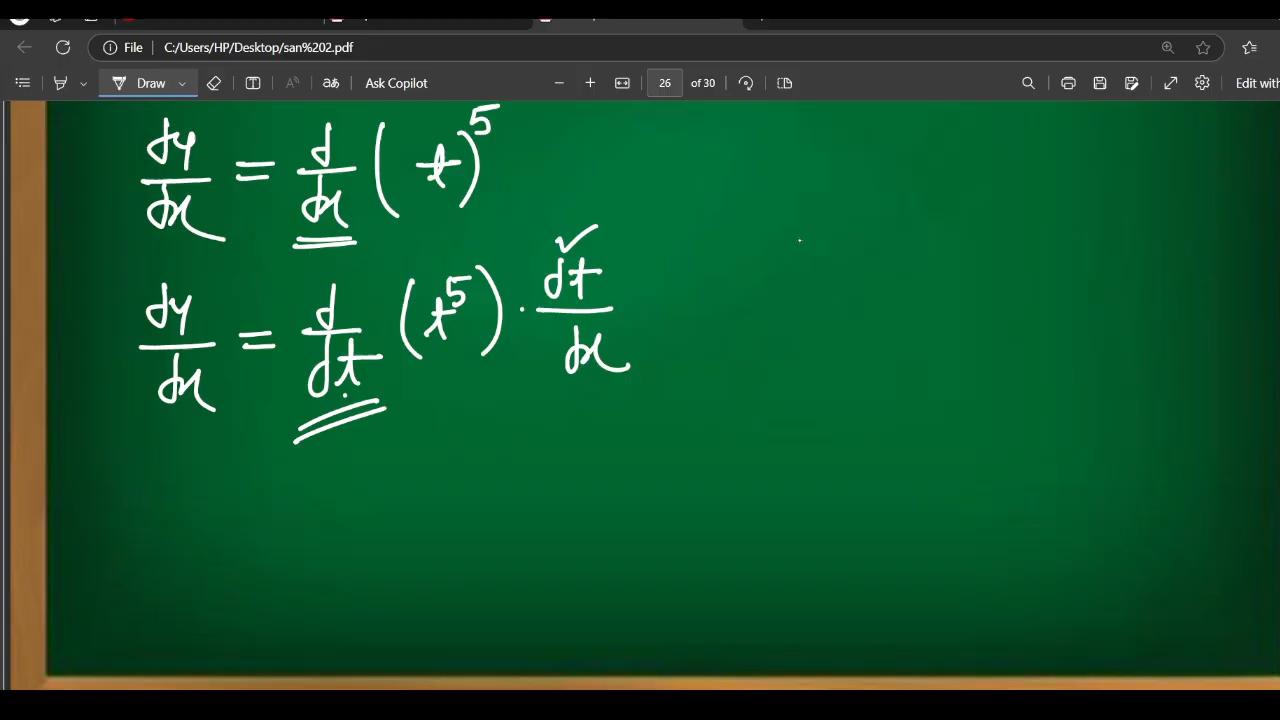 File | C:/Users/HP/Desktop/san%202.pdf
Draw Ask Copilot 26 of 30 Edit with
dy/dx = d/dx (t)^5
dy/dx = d/dt (t^5) · dt/dx